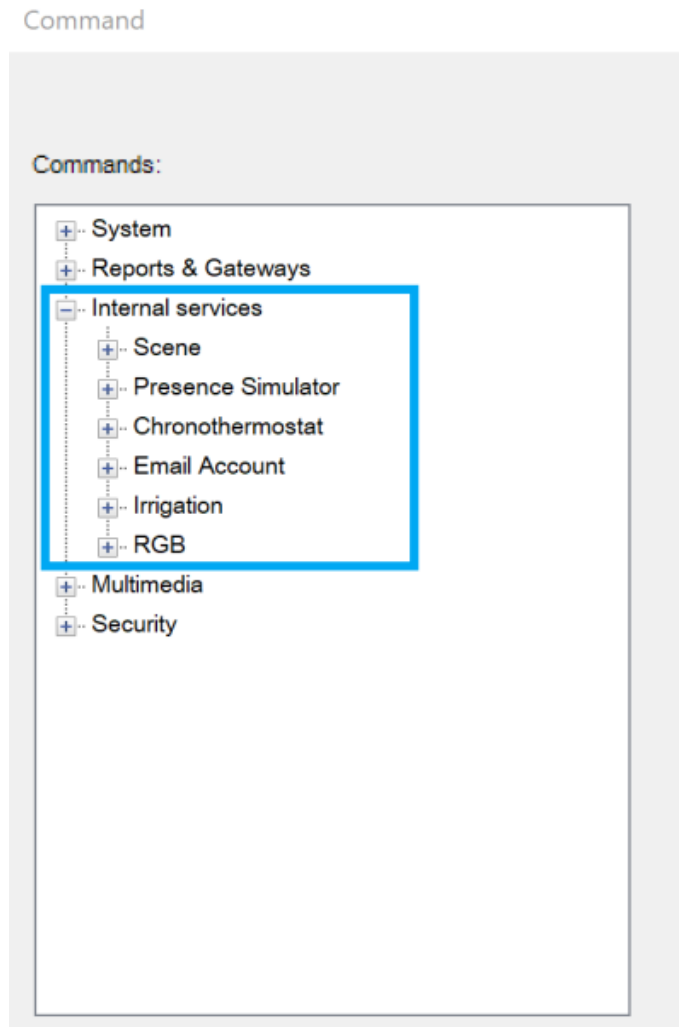 Command
Commands:
System
Reports & Gateways
Internal services
Scene
Presence Simulator
Chronothermostat
Email Account
Irrigation
RGB
Multimedia
Security